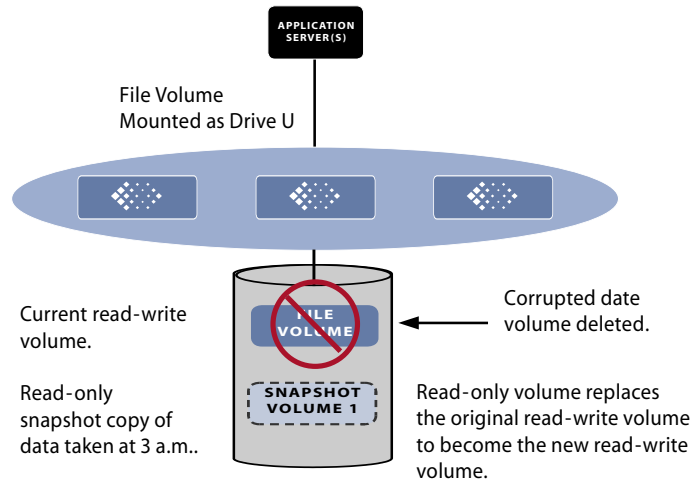 APPLICATION
SERVER(S)
File Volume
Mounted as Drive U
Current read-write
volume.
FILE
VOLUME
Corrupted date
volume deleted.
Read-only
snapshot copy of
data taken at 3 a.m..
SNAPSHOT
VOLUME 1
Read-only volume replaces
the original read-write volume
to become the new read-write
volume.